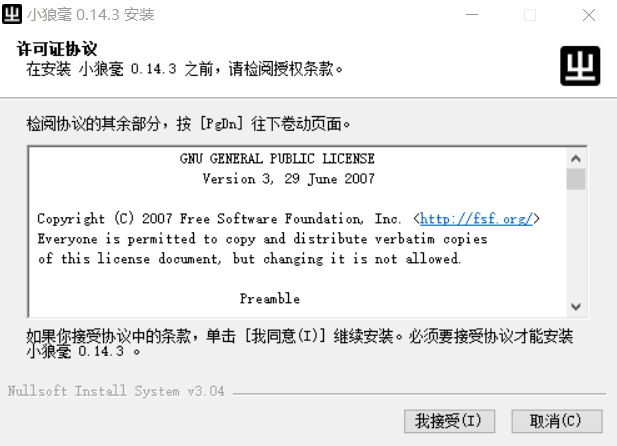 小狼毫 0.14.3 安装
许可证协议
在安装 小狼毫 0.14.3 之前，请检阅授权条款。
检阅协议的其余部分，按 [PgDn] 往下卷动页面。
GNU GENERAL PUBLIC LICENSE
Version 3, 29 June 2007
Copyright (C) 2007 Free Software Foundation, Inc. <http://fsf.org/>
Everyone is permitted to copy and distribute verbatim copies
of this license document, but changing it is not allowed.
Preamble
如果你接受协议中的条款，单击 [我同意(I)] 继续安装。必须要接受协议才能安装
小狼毫 0.14.3 。
Nullsoft Install System v3.04
我接受(I)
取消(C)